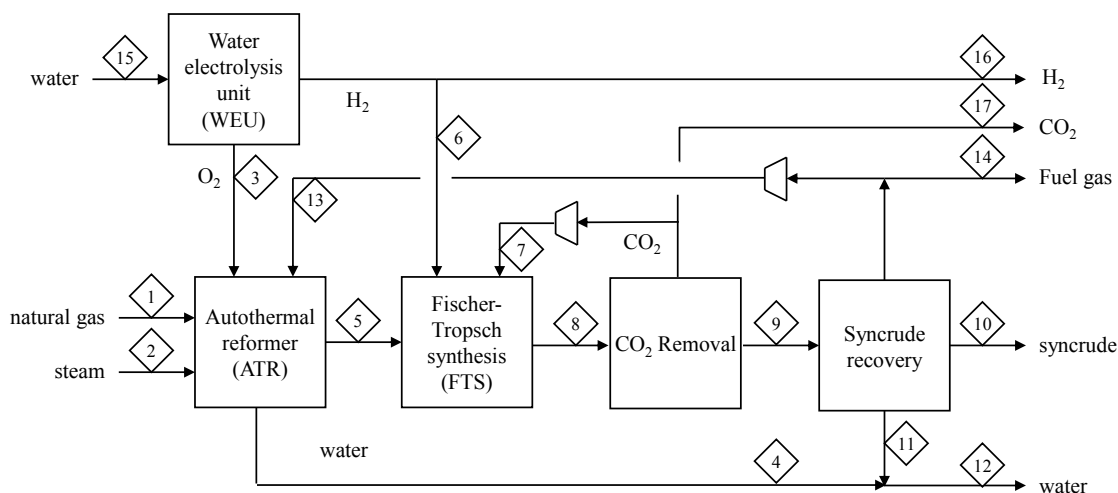 Water
electrolysis
unit
(WEU)
15
water
16
H2
17
CO2
H2
6
14
Fuel gas
O2
3
13
7
CO2
1
natural gas
2
steam
Autothermal
reformer
(ATR)
5
Fischer-
Tropsch
synthesis
(FTS)
8
CO2 Removal
9
Syncrude
recovery
10
syncrude
11
water
4
12
water